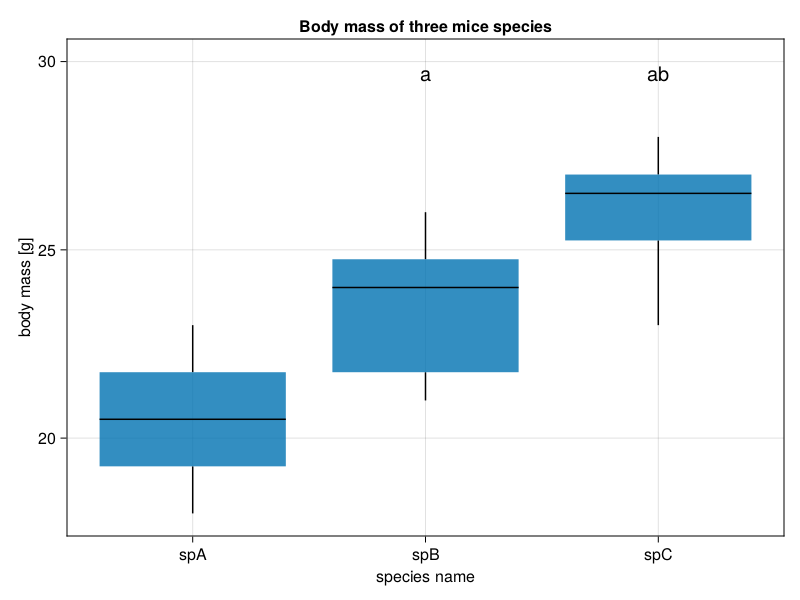 Body mass of three mice species
30
a
ab
25
20
body mass [g]
spA
spB
spC
species name